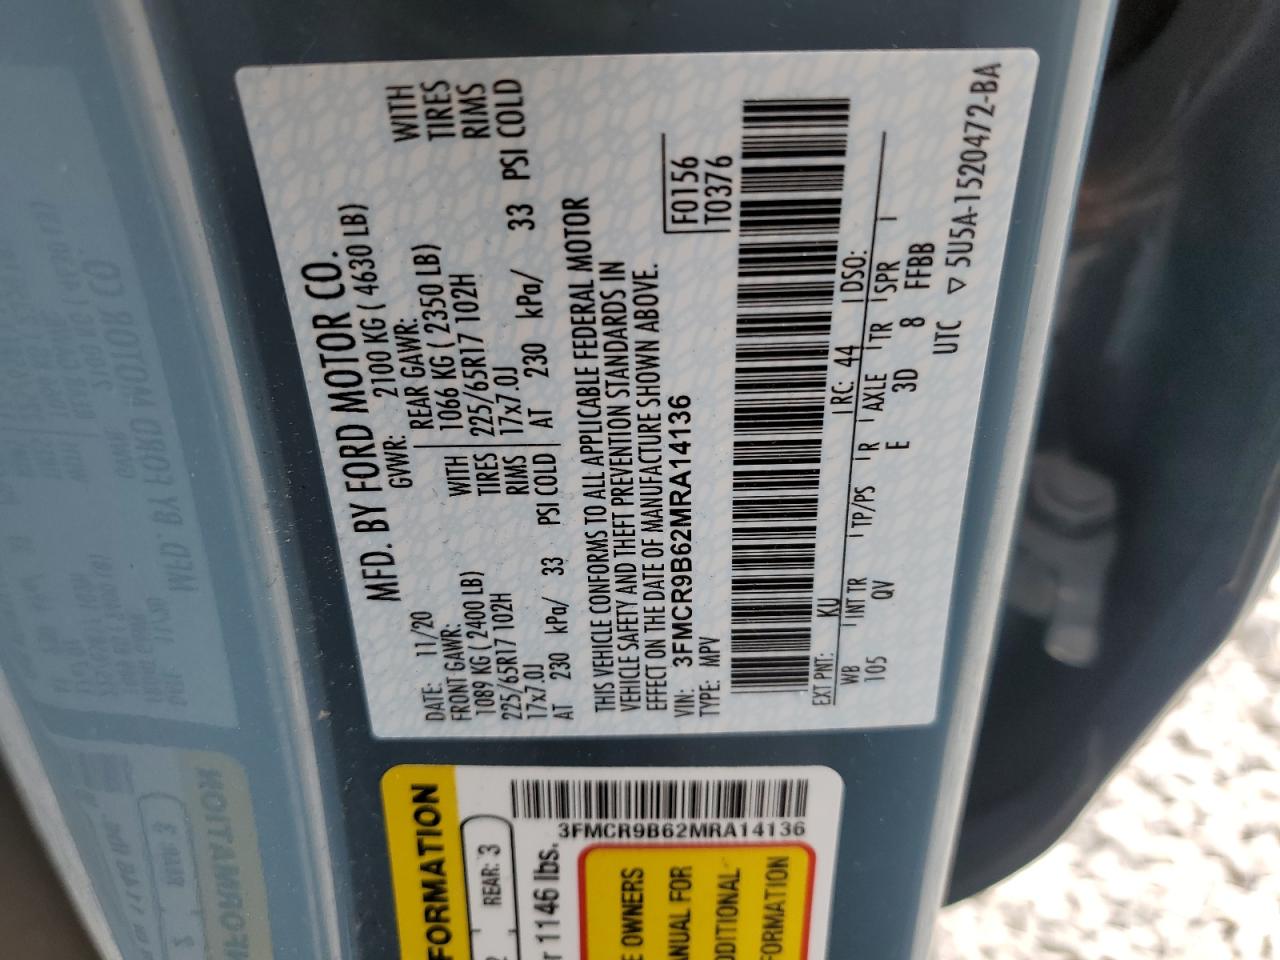 MFD. BY FORD MOTOR CO.
DATE: 11/20 GVWR: 2100 KG ( 4630 LB)
FRONT GAWR: REAR GAWR:
1089 KG ( 2400 LB) WITH 1066 KG ( 2350 LB) WITH
225/65R17 102H TIRES 225/65R17 102H TIRES
17x7.0J RIMS 17x7.0J RIMS
AT 230 kPa/ 33 PSI COLD AT 230 kPa/ 33 PSI COLD
THIS VEHICLE CONFORMS TO ALL APPLICABLE FEDERAL MOTOR
VEHICLE SAFETY AND THEFT PREVENTION STANDARDS IN
EFFECT ON THE DATE OF MANUFACTURE SHOWN ABOVE.
VIN: 3FMCR9B62MRA14136 F0156
TYPE: MPV T0376
EXT PNT: KU RC: 44 DSO:
WB INT TR TP/PS R AXLE TR SPR
105 QV E 3D 8 FFBB
UTC ▽ 5U5A-1520472-BA
FORMATION
REAR: 3
3FMCR9B62MRA14136
1146 lbs.
OWNERS
ANUAL FOR
DDITIONAL
FORMATION